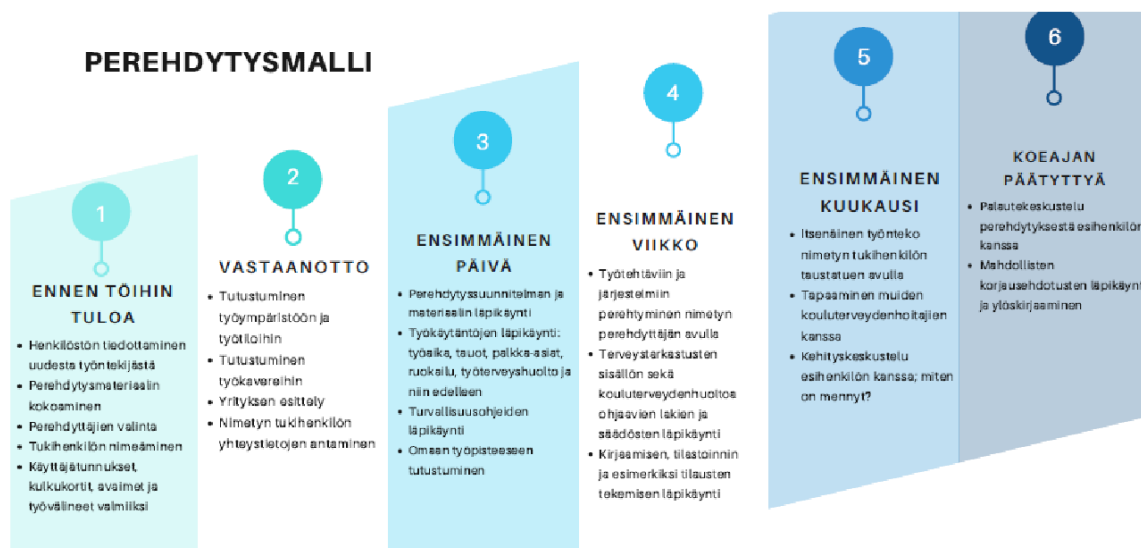 PEREHDYTYSMALLI
1
ENNEN TÖIHIN
TULOA
• Henkilöstön tiedottaminen
uudesta työntekijästä
• Perehdytysmateriaalin
kokoaminen
• Perehdyttäjien valinta
• Tukihenkilön nimeäminen
• Käyttäjätunnukset,
kulkukortit, avaimet ja
työvälineet valmiiksi
2
VASTAANOTTO
• Tutustuminen
työympäristöön ja
työtiloihin
• Tutustuminen
työkavereihin
• Yrityksen esittely
• Nimetyn tukihenkilön
yhteystietojen antaminen
3
ENSIMMÄINEN
PÄIVÄ
• Perehdytyssuunnitelman ja
materiaalin läpikäynti
• Työkäytäntöjen läpikäynti:
työaika, tauot, palkka-asiat,
ruokailu, työterveyshuolto ja
niin edelleen
• Turvallisuusohjeiden
läpikäynti
• Omaan työpisteeseen
tutustuminen
4
ENSIMMÄINEN
VIIKKO
• Työtehtäviin ja
järjestelmiin
perehtyminen nimetyn
perehdyttäjän avulla
• Terveystarkastusten
sisällön sekä
kouluterveydenhuoltoa
ohjaavien lakien ja
säädösten läpikäynti
• Kirjaamisen, tilastoinnin
ja esimerkiksi tilausten
tekemisen läpikäynti
5
ENSIMMÄINEN
KUUKAUSI
• Itsenäinen työnteko
nimetyn tukihenkilön
taustatuen avulla
• Tapaaminen muiden
kouluterveydenhoitajien
kanssa
• Kehityskeskustelu
esihenkilön kanssa; miten
on mennyt?
6
KOEAJAN
PÄÄTYTTYÄ
• Palautekeskustelu
perehdytyksestä esihenkilön
kanssa
• Mahdollisten
korjausehdotusten läpikäynt
ja ylöskirjaaminen